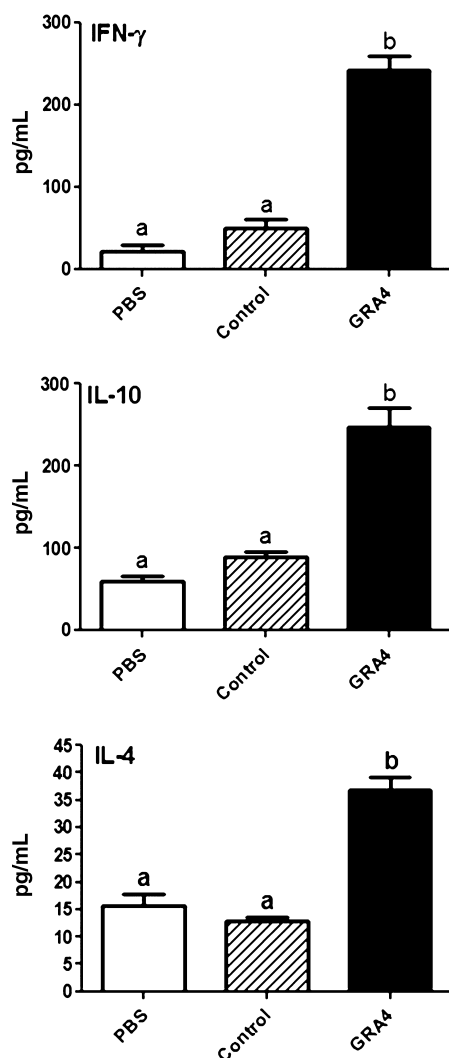 IFN-γ
300
200
100
0
pg/mL
a
a
b
PBS
Control
GRA4
IL-10
300
200
100
0
pg/mL
a
a
b
PBS
Control
GRA4
IL-4
45
40
35
30
25
20
15
10
5
0
pg/mL
a
a
b
PBS
Control
GRA4